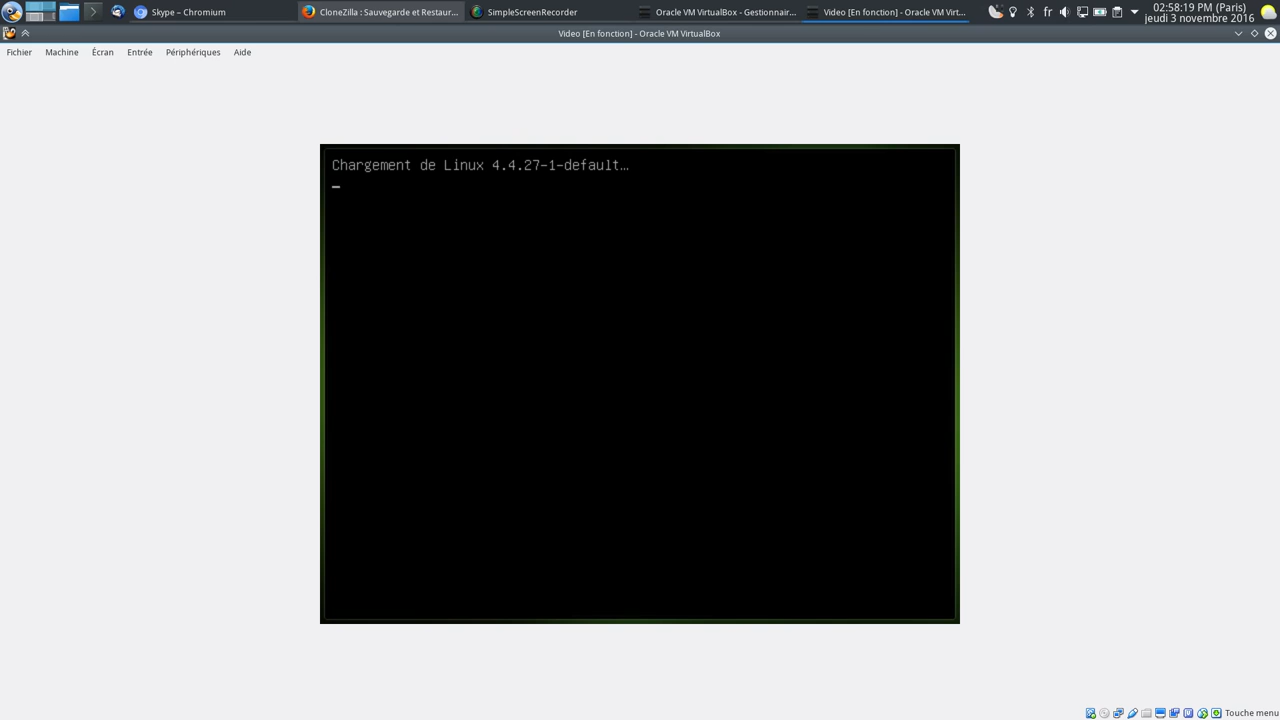 Skype – Chromium
CloneZilla : Sauvegarde et Restaur...
SimpleScreenRecorder
Oracle VM VirtualBox - Gestionnair...
Video [En fonction] - Oracle VM Virt...
fr
02:58:19 PM (Paris)
jeudi 3 novembre 2016
Video [En fonction] - Oracle VM VirtualBox
Fichier Machine Écran Entrée Périphériques Aide
Chargement de Linux 4.4.27-1-default…
Touche menu